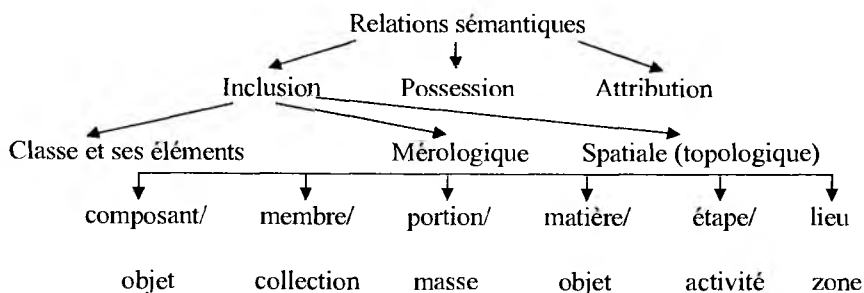 Relations sémantiques
Inclusion Possession Attribution
Classe et ses éléments Mérologique Spatiale (topologique)
composant/ membre/ portion/ matière/ étape/ lieu
objet collection masse objet activité zone